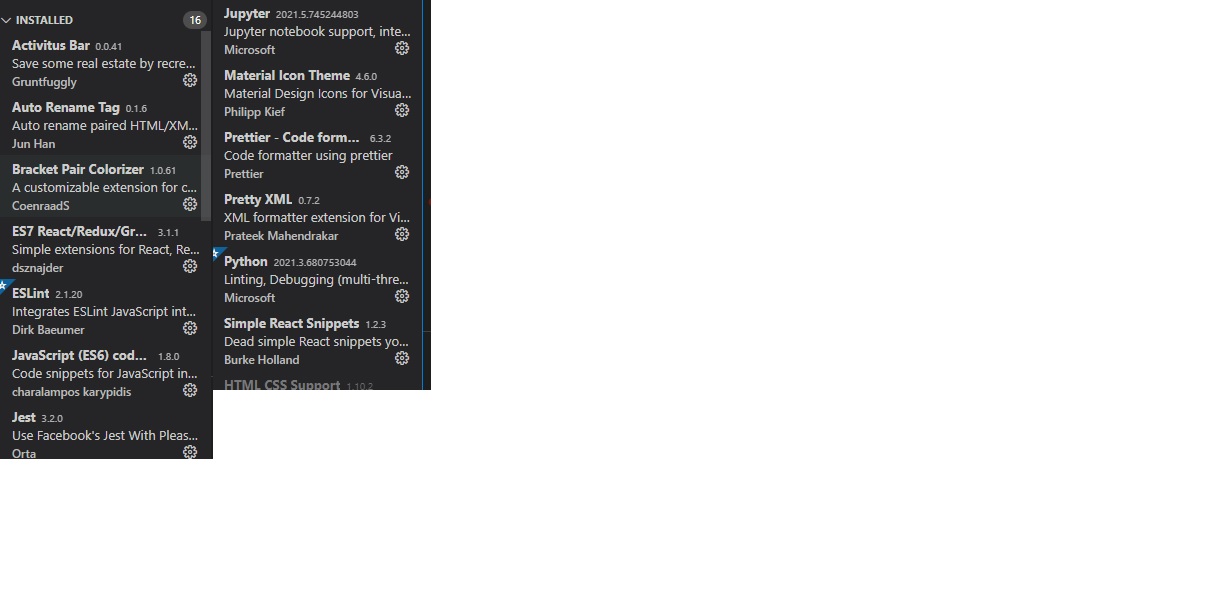 INSTALLED 16
Activitus Bar 0.0.41
Save some real estate by recre...
Gruntfuggly
Auto Rename Tag 0.1.6
Auto rename paired HTML/XM...
Jun Han
Bracket Pair Colorizer 1.0.61
A customizable extension for c...
CoenraadS
ES7 React/Redux/Gr... 3.1.1
Simple extensions for React, Re...
dsznajder
ESLint 2.1.20
Integrates ESLint JavaScript int...
Dirk Baeumer
JavaScript (ES6) cod... 1.8.0
Code snippets for JavaScript in...
charalampos karypidis
Jest 3.2.0
Use Facebook's Jest With Pleas...
Orta
Jupyter 2021.5.745244803
Jupyter notebook support, inte...
Microsoft
Material Icon Theme 4.6.0
Material Design Icons for Visua...
Philipp Kief
Prettier - Code form... 6.3.2
Code formatter using prettier
Prettier
Pretty XML 0.7.2
XML formatter extension for Vi...
Prateek Mahendrakar
Python 2021.3.680753044
Linting, Debugging (multi-thre...
Microsoft
Simple React Snippets 1.2.3
Dead simple React snippets yo...
Burke Holland
HTML CSS Support 1.10.2